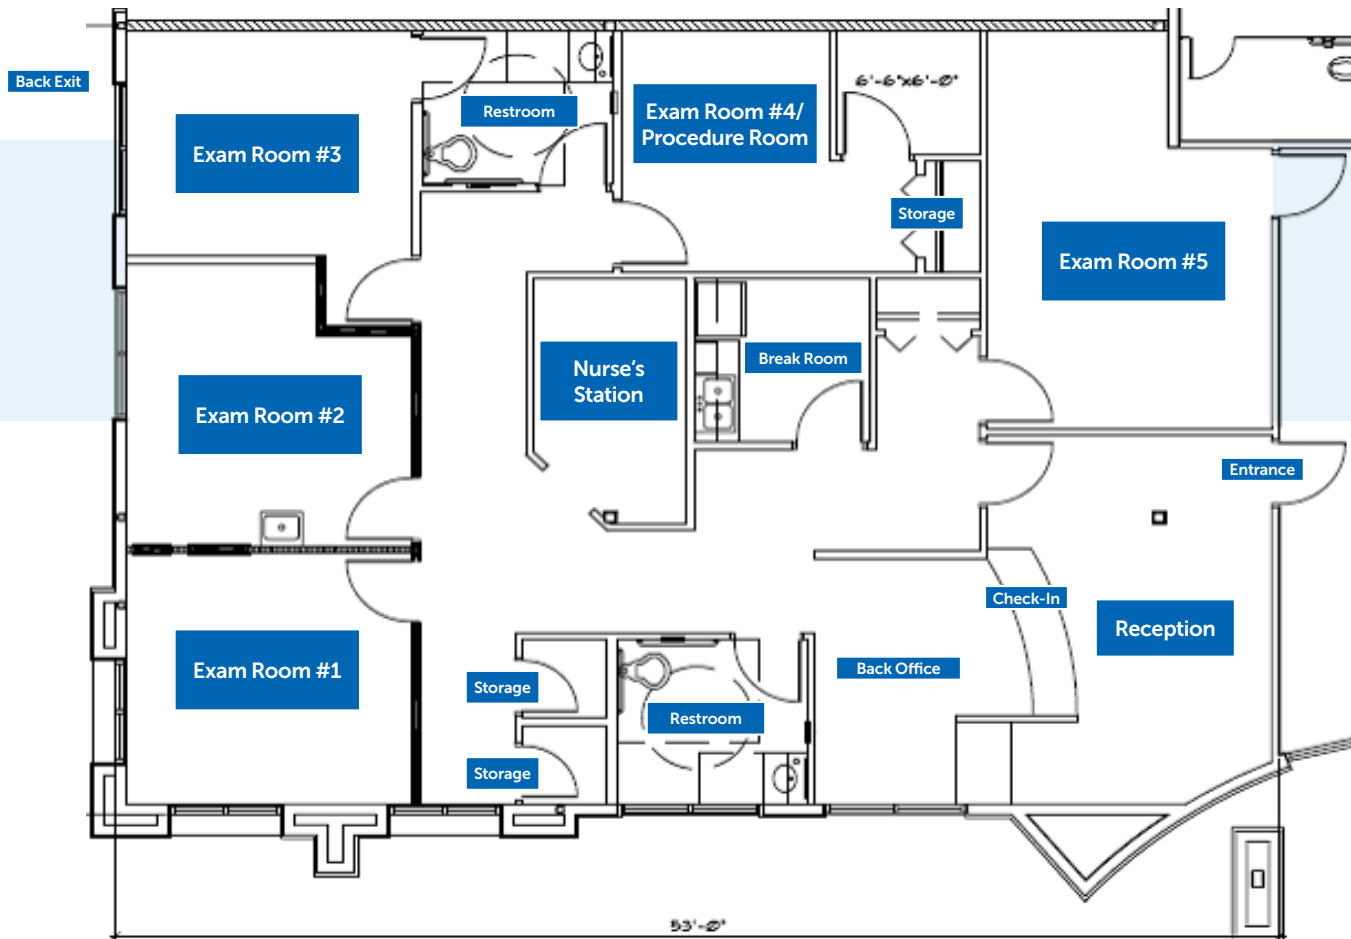 Back Exit
Restroom
6'-6"x6'-0"
Exam Room #4/
Procedure Room
Exam Room #3
Storage
Exam Room #5
Nurse's
Station
Break Room
Exam Room #2
Entrance
Check-In
Reception
Exam Room #1
Back Office
Storage
Restroom
Storage
53'-0"